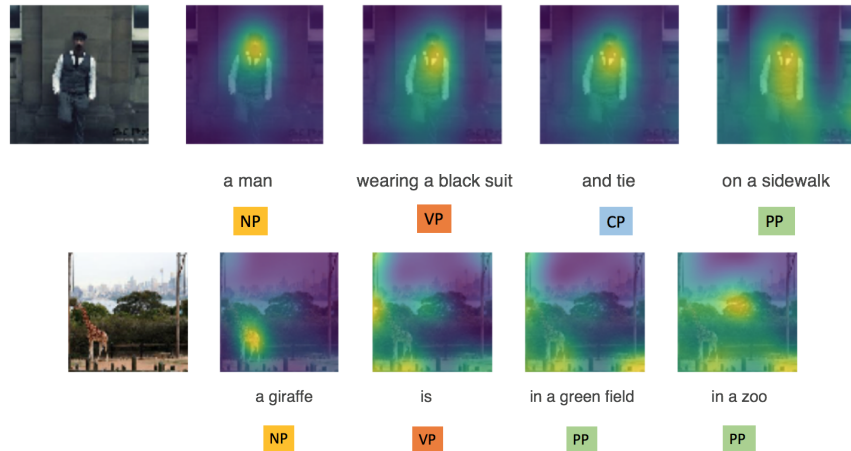 a man wearing a black suit and tie on a sidewalk
NP VP CP PP
a giraffe is in a green field in a zoo
NP VP PP PP